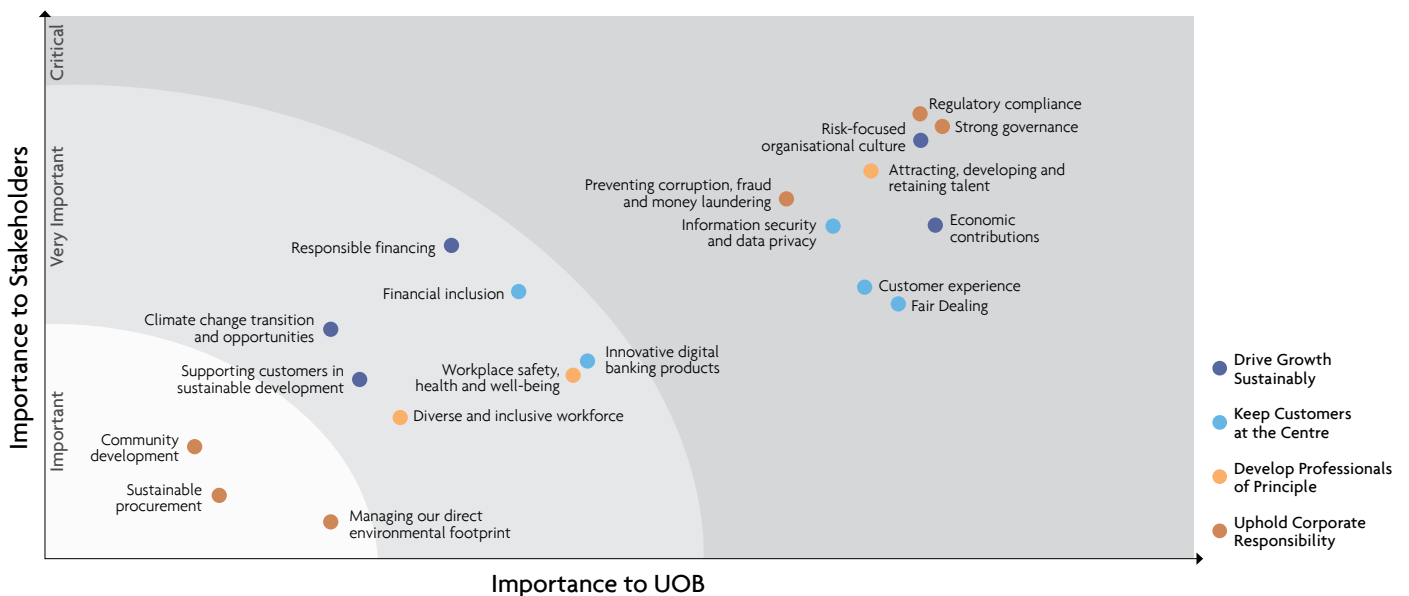 Critical
Very Important
Important
Importance to Stakeholders
Regulatory compliance
Strong governance
Risk-focused
organisational culture
Attracting, developing and
retaining talent
Preventing corruption, fraud
and money laundering
Information security
and data privacy
Economic
contributions
Responsible financing
Financial inclusion
Customer experience
Fair Dealing
Climate change transition
and opportunities
Supporting customers in
sustainable development
Workplace safety,
health and well-being
Innovative digital
banking products
Diverse and inclusive workforce
Community
development
Sustainable
procurement
Managing our direct
environmental footprint
Importance to UOB
Drive Growth
Sustainably
Keep Customers
at the Centre
Develop Professionals
of Principle
Uphold Corporate
Responsibility